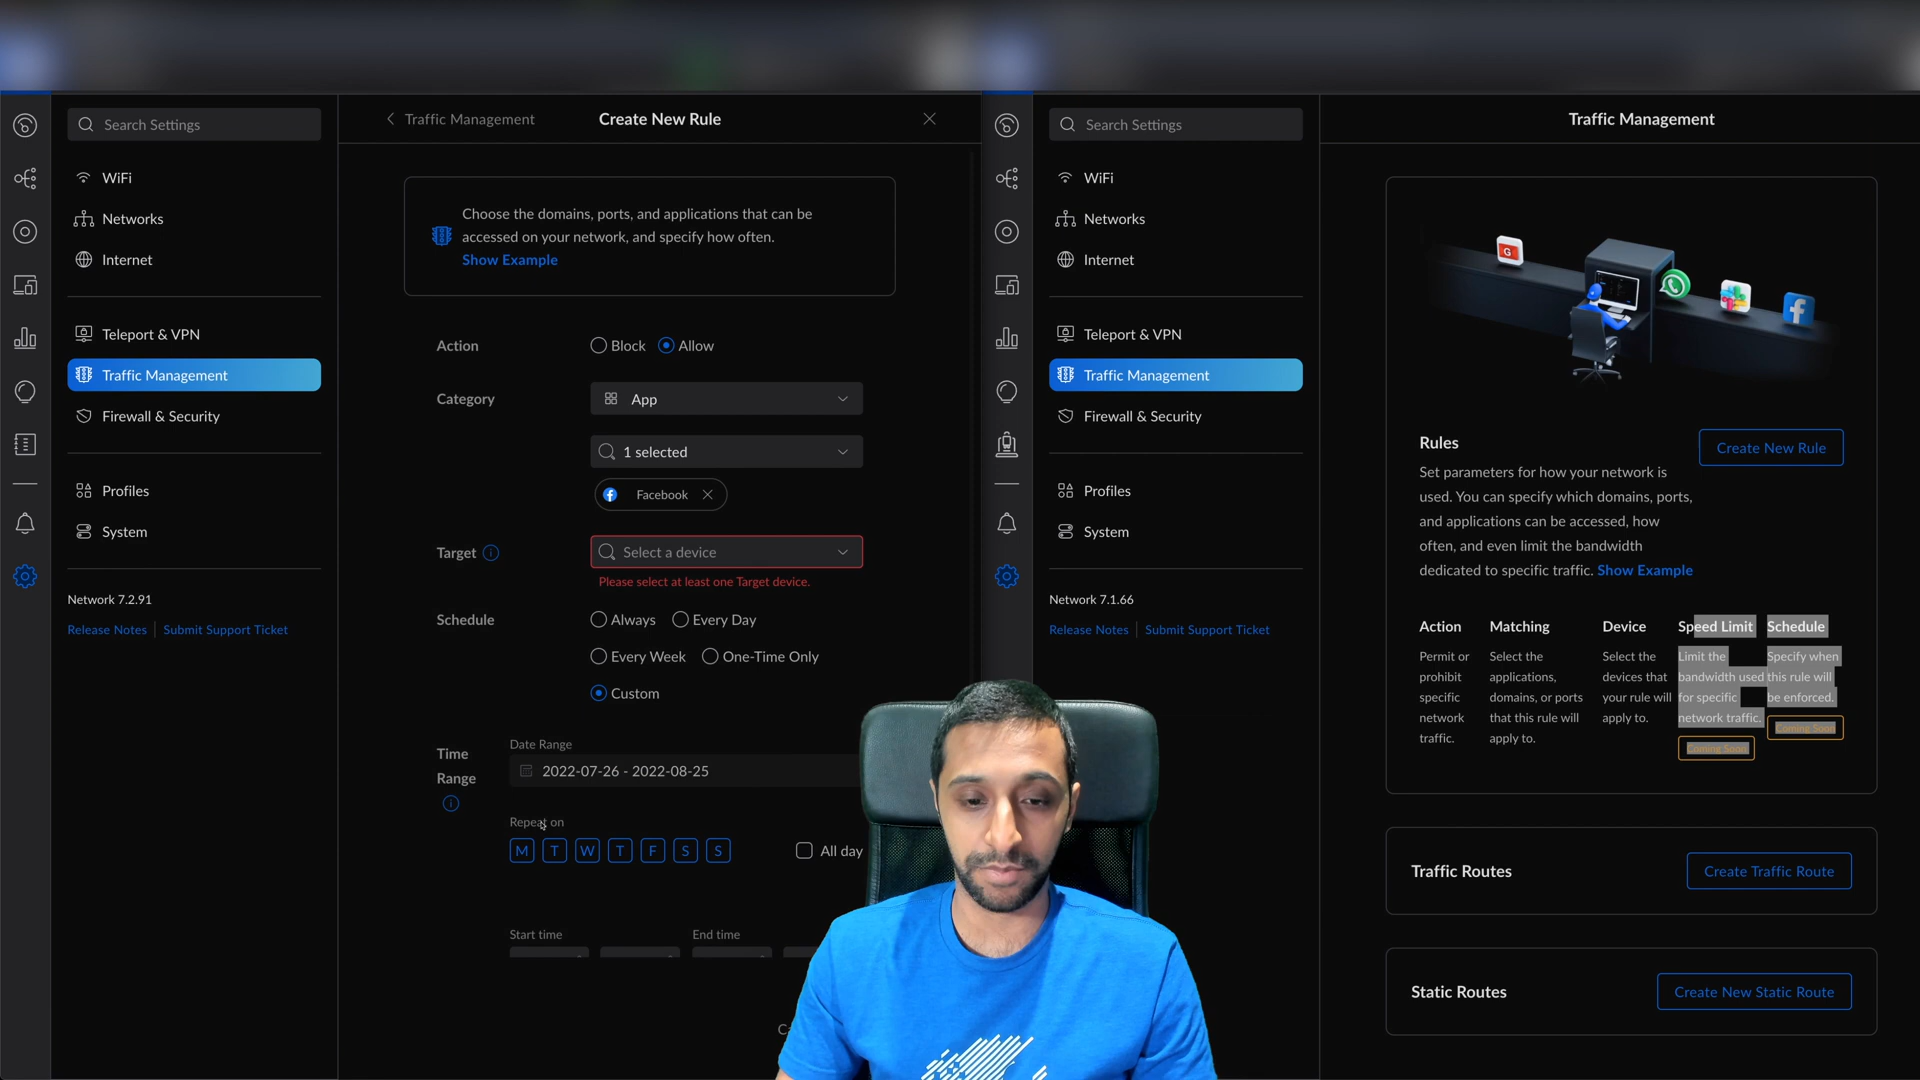 Search Settings
WiFi
Networks
Internet
Teleport & VPN
Traffic Management
Firewall & Security
Profiles
System
Network 7.2.91
Release Notes
Submit Support Ticket
Traffic Management
Create New Rule
Choose the domains, ports, and applications that can be
accessed on your network, and specify how often.
Show Example
Action
Block
Allow
Category
App
1 selected
Facebook
Target
Select a device
Please select at least one Target device.
Schedule
Always
Every Day
Every Week
One-Time Only
Custom
Time
Range
Date Range
2022-07-26 - 2022-08-25
Repeat on
M T W T F S S
All day
Start time
End time
Search Settings
WiFi
Networks
Internet
Teleport & VPN
Traffic Management
Firewall & Security
Profiles
System
Network 7.1.66
Release Notes
Submit Support Ticket
Traffic Management
G
Rules
Create New Rule
Set parameters for how your network is
used. You can specify which domains, ports,
and applications can be accessed, how
often, and even limit the bandwidth
dedicated to specific traffic. Show Example
Action
Permit or
prohibit
specific
network
traffic.
Matching
Select the
applications,
domains, or ports
that this rule will
apply to.
Device
Select the
devices that
your rule will
apply to.
Speed Limit
Limit the
bandwidth used
for specific
network traffic.
Coming Soon
Schedule
Specify when
this rule will
be enforced.
Coming Soon
Traffic Routes
Create Traffic Route
Static Routes
Create New Static Route